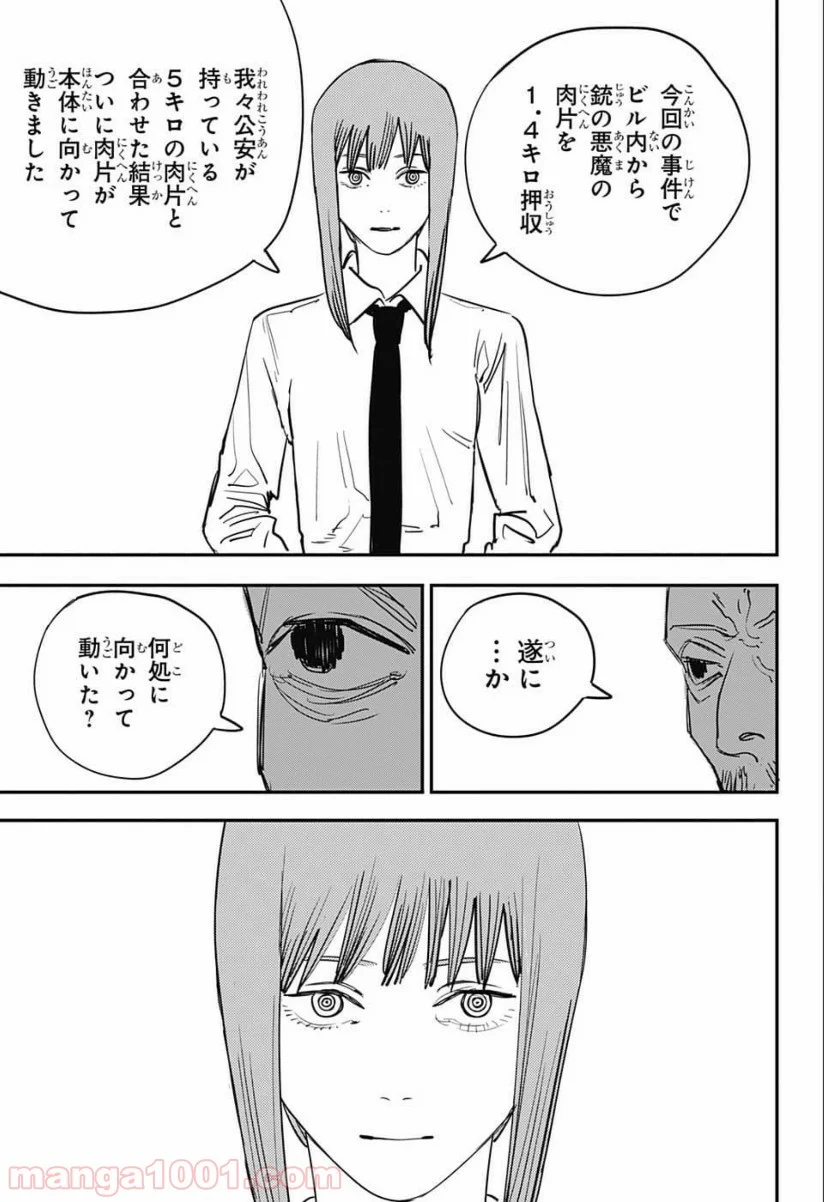 今回の事件で
ビル内から
銃の悪魔の
肉片を
1.4キロ押収
我々公安が
持っている
5キロの肉片と
合わせた結果
ついに肉片が
本体に向かって
動きました
遂に
…か
何処に
向かって
動いた?
manga1001.com